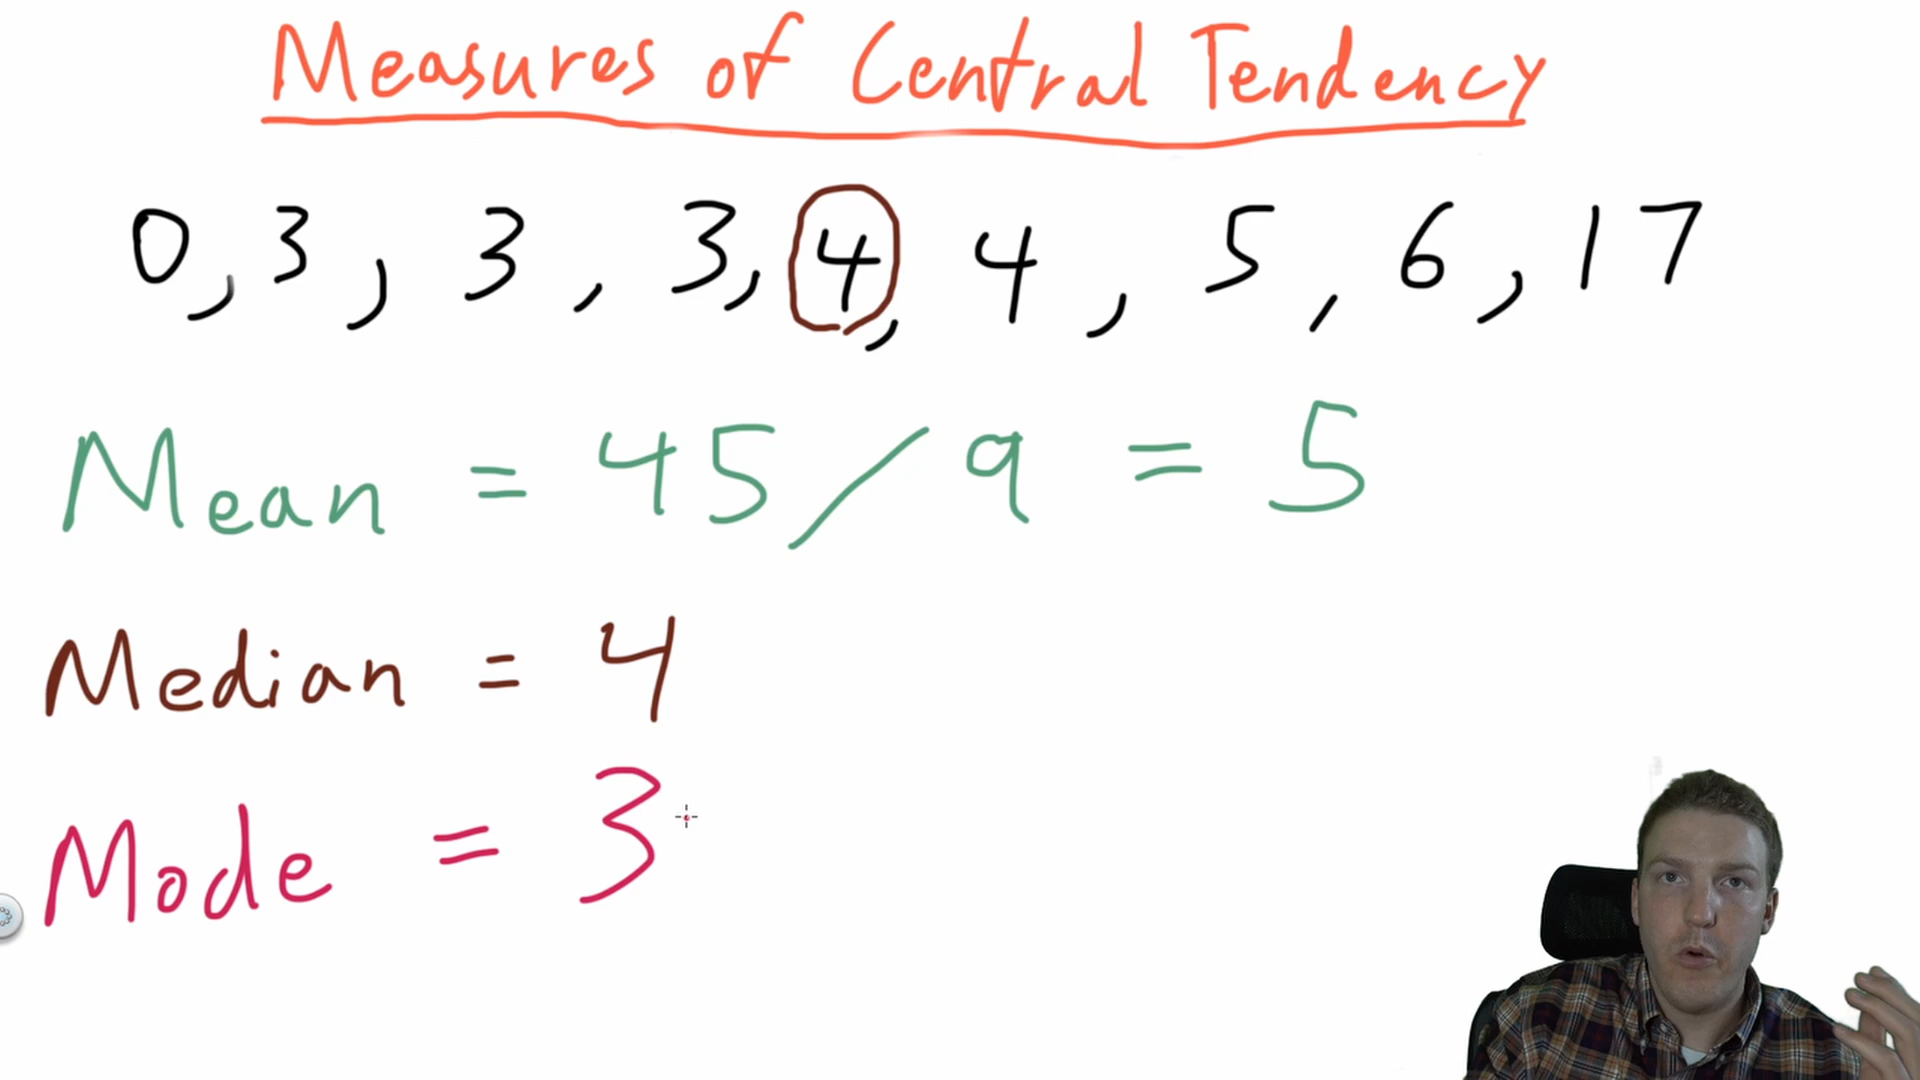 Measures of Central Tendency
0, 3, 3, 3, 4, 4, 5, 6, 17
Mean = 45/9 = 5
Median = 4
Mode = 3